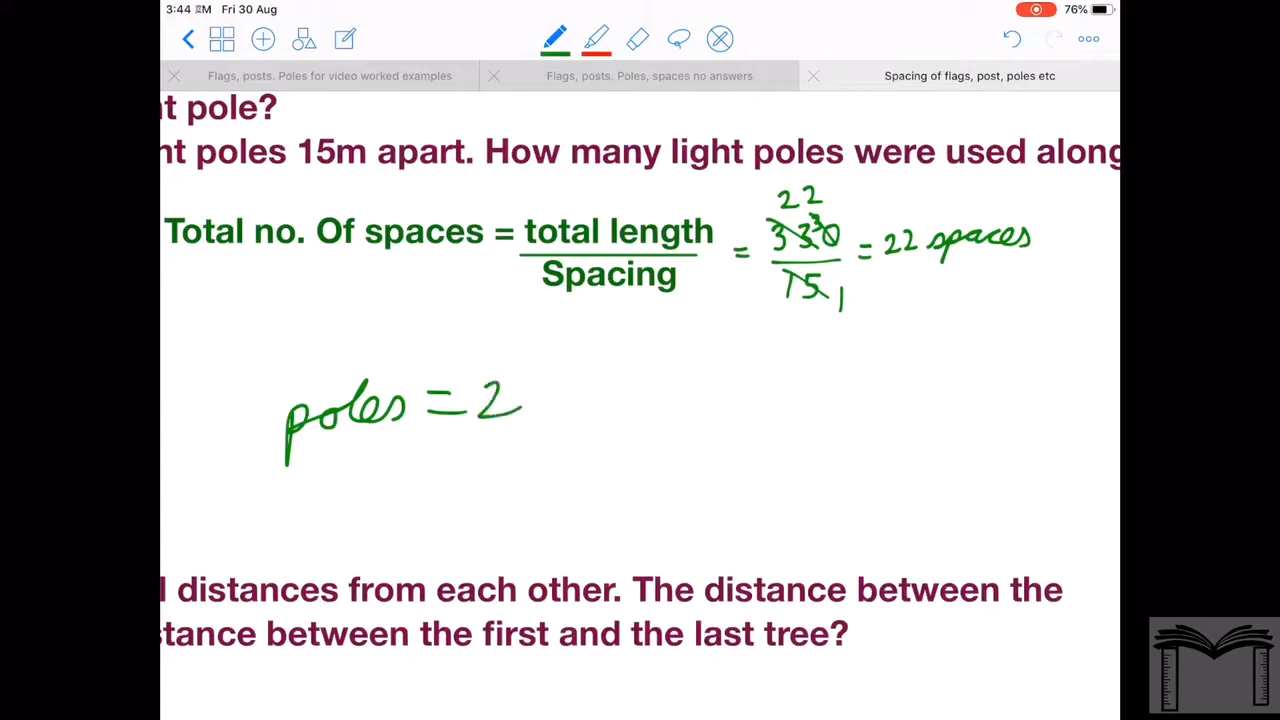 3:44 PM Fri 30 Aug 76%
Flags, posts. Poles for video worked examples
Flags, posts. Poles, spaces no answers
Spacing of flags, post, poles etc
nt pole?
nt poles 15m apart. How many light poles were used along
22
Total no. Of spaces = total length = 330 3 = 22 spaces
Spacing 15 1
poles = 2
l distances from each other. The distance between the
stance between the first and the last tree?